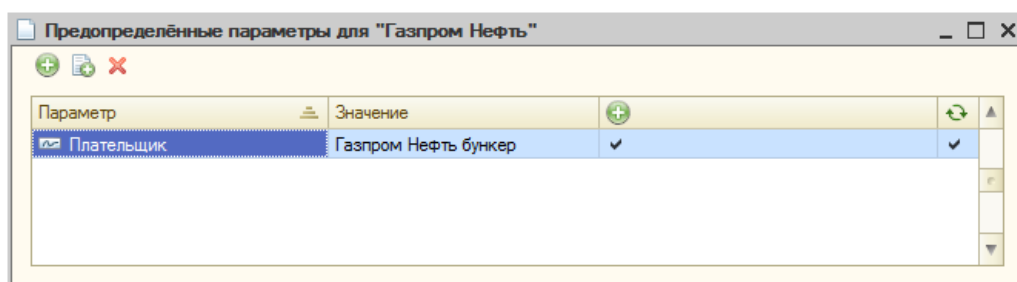 Предопределённые параметры для "Газпром Нефть"
Параметр Значение
Плательщик Газпром Нефть бункер